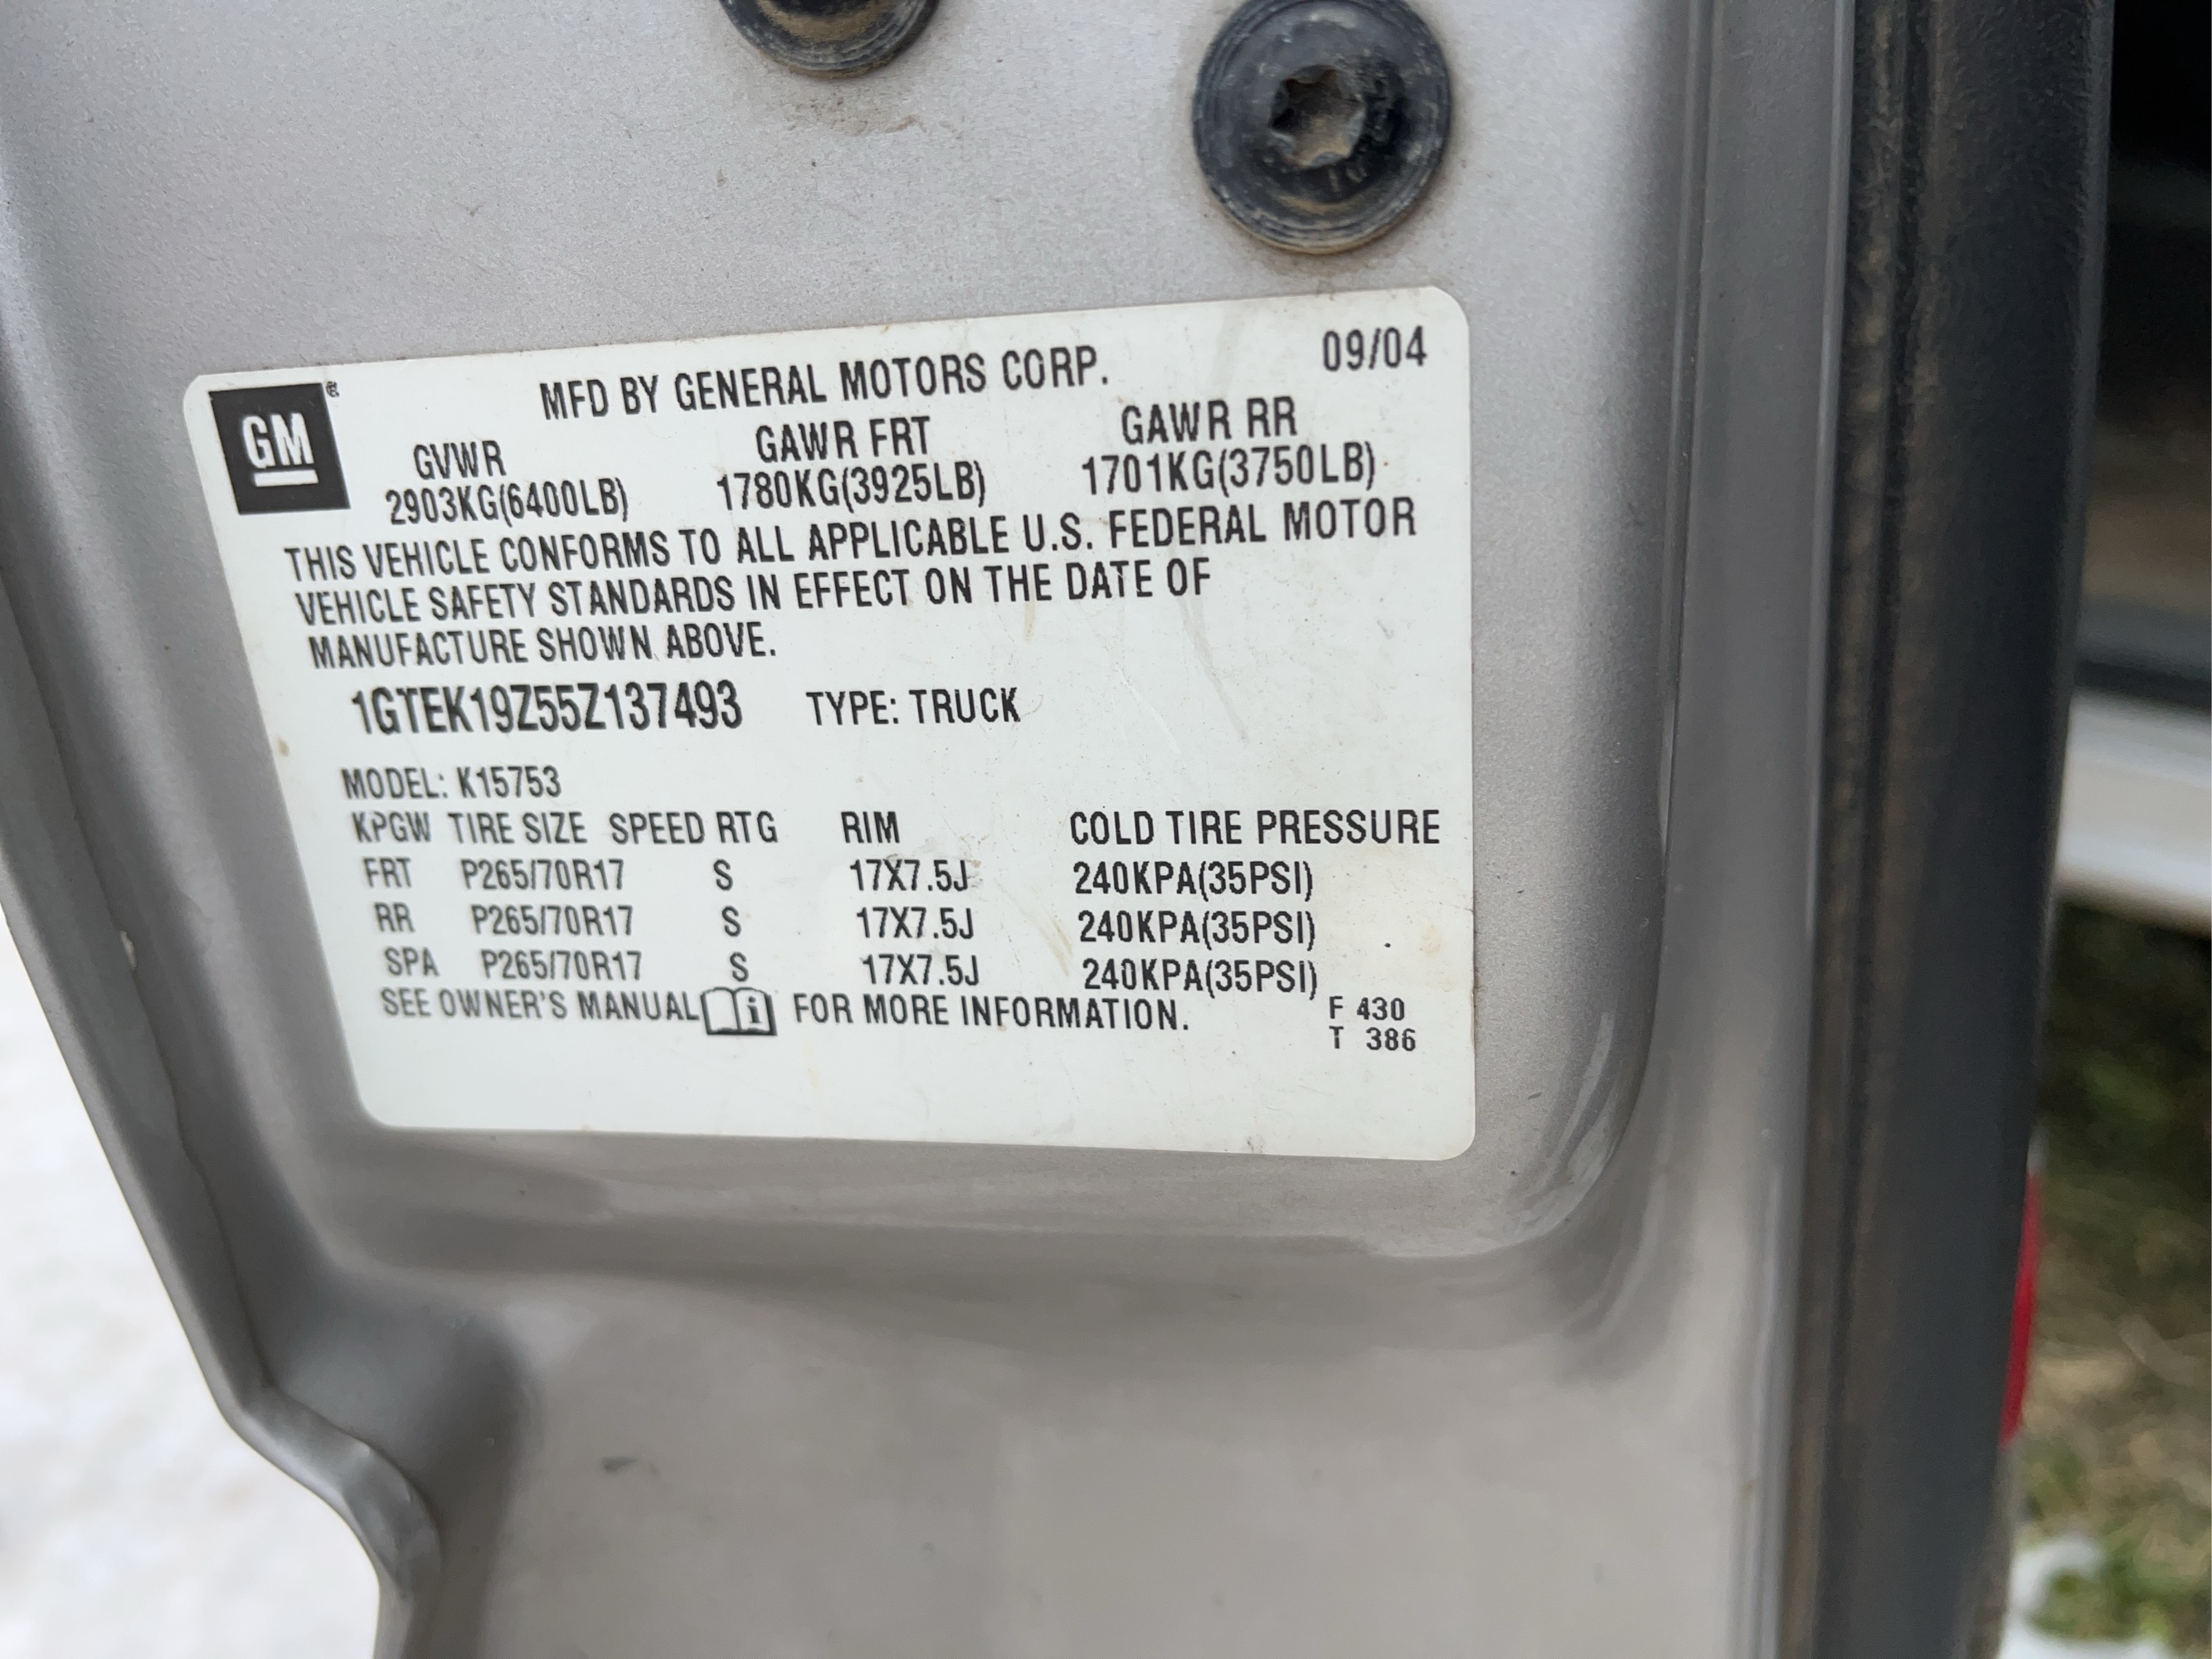 GM ®
MFD BY GENERAL MOTORS CORP. 09/04
GVWR GAWR FRT GAWR RR
2903KG(6400LB) 1780KG(3925LB) 1701KG(3750LB)
THIS VEHICLE CONFORMS TO ALL APPLICABLE U.S. FEDERAL MOTOR
VEHICLE SAFETY STANDARDS IN EFFECT ON THE DATE OF
MANUFACTURE SHOWN ABOVE.
1GTEK19Z55Z137493 TYPE: TRUCK
MODEL: K15753
KPGW TIRE SIZE SPEED RTG RIM COLD TIRE PRESSURE
FRT P265/70R17 S 17X7.5J 240KPA(35PSI)
RR P265/70R17 S 17X7.5J 240KPA(35PSI)
SPA P265/70R17 S 17X7.5J 240KPA(35PSI)
SEE OWNER'S MANUAL i FOR MORE INFORMATION. F 430
T 386